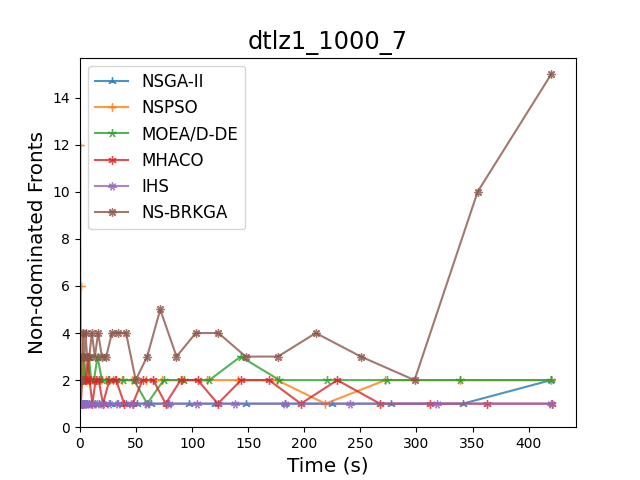 dtlz1_1000_7
NSGA-II
NSPSO
MOEA/D-DE
MHACO
IHS
NS-BRKGA
Non-dominated Fronts
14
12
10
8
6
4
2
0
0 50 100 150 200 250 300 350 400
Time (s)